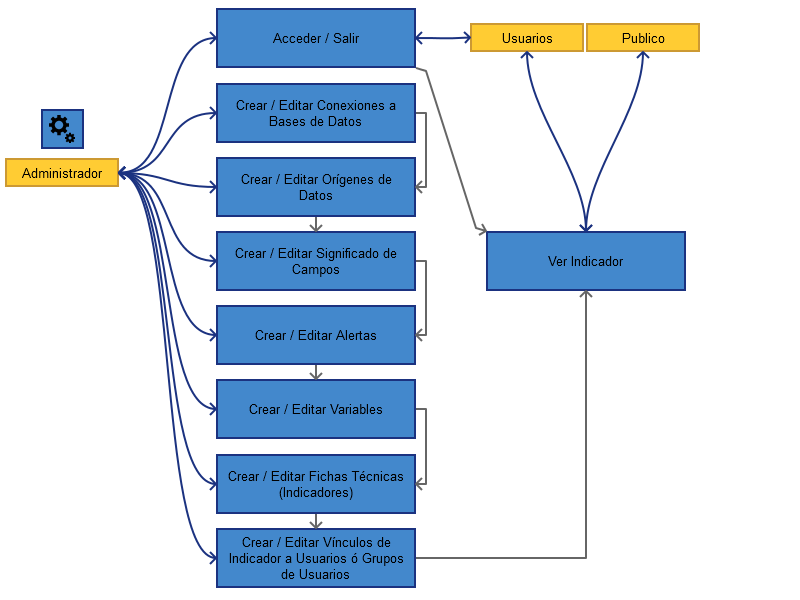 Acceder / Salir
Usuarios
Publico
Crear / Editar Conexiones a
Bases de Datos
Administrador
Crear / Editar Orígenes de
Datos
Crear / Editar Significado de
Campos
Ver Indicador
Crear / Editar Alertas
Crear / Editar Variables
Crear / Editar Fichas Técnicas
(Indicadores)
Crear / Editar Vínculos de
Indicador a Usuarios ó Grupos
de Usuarios